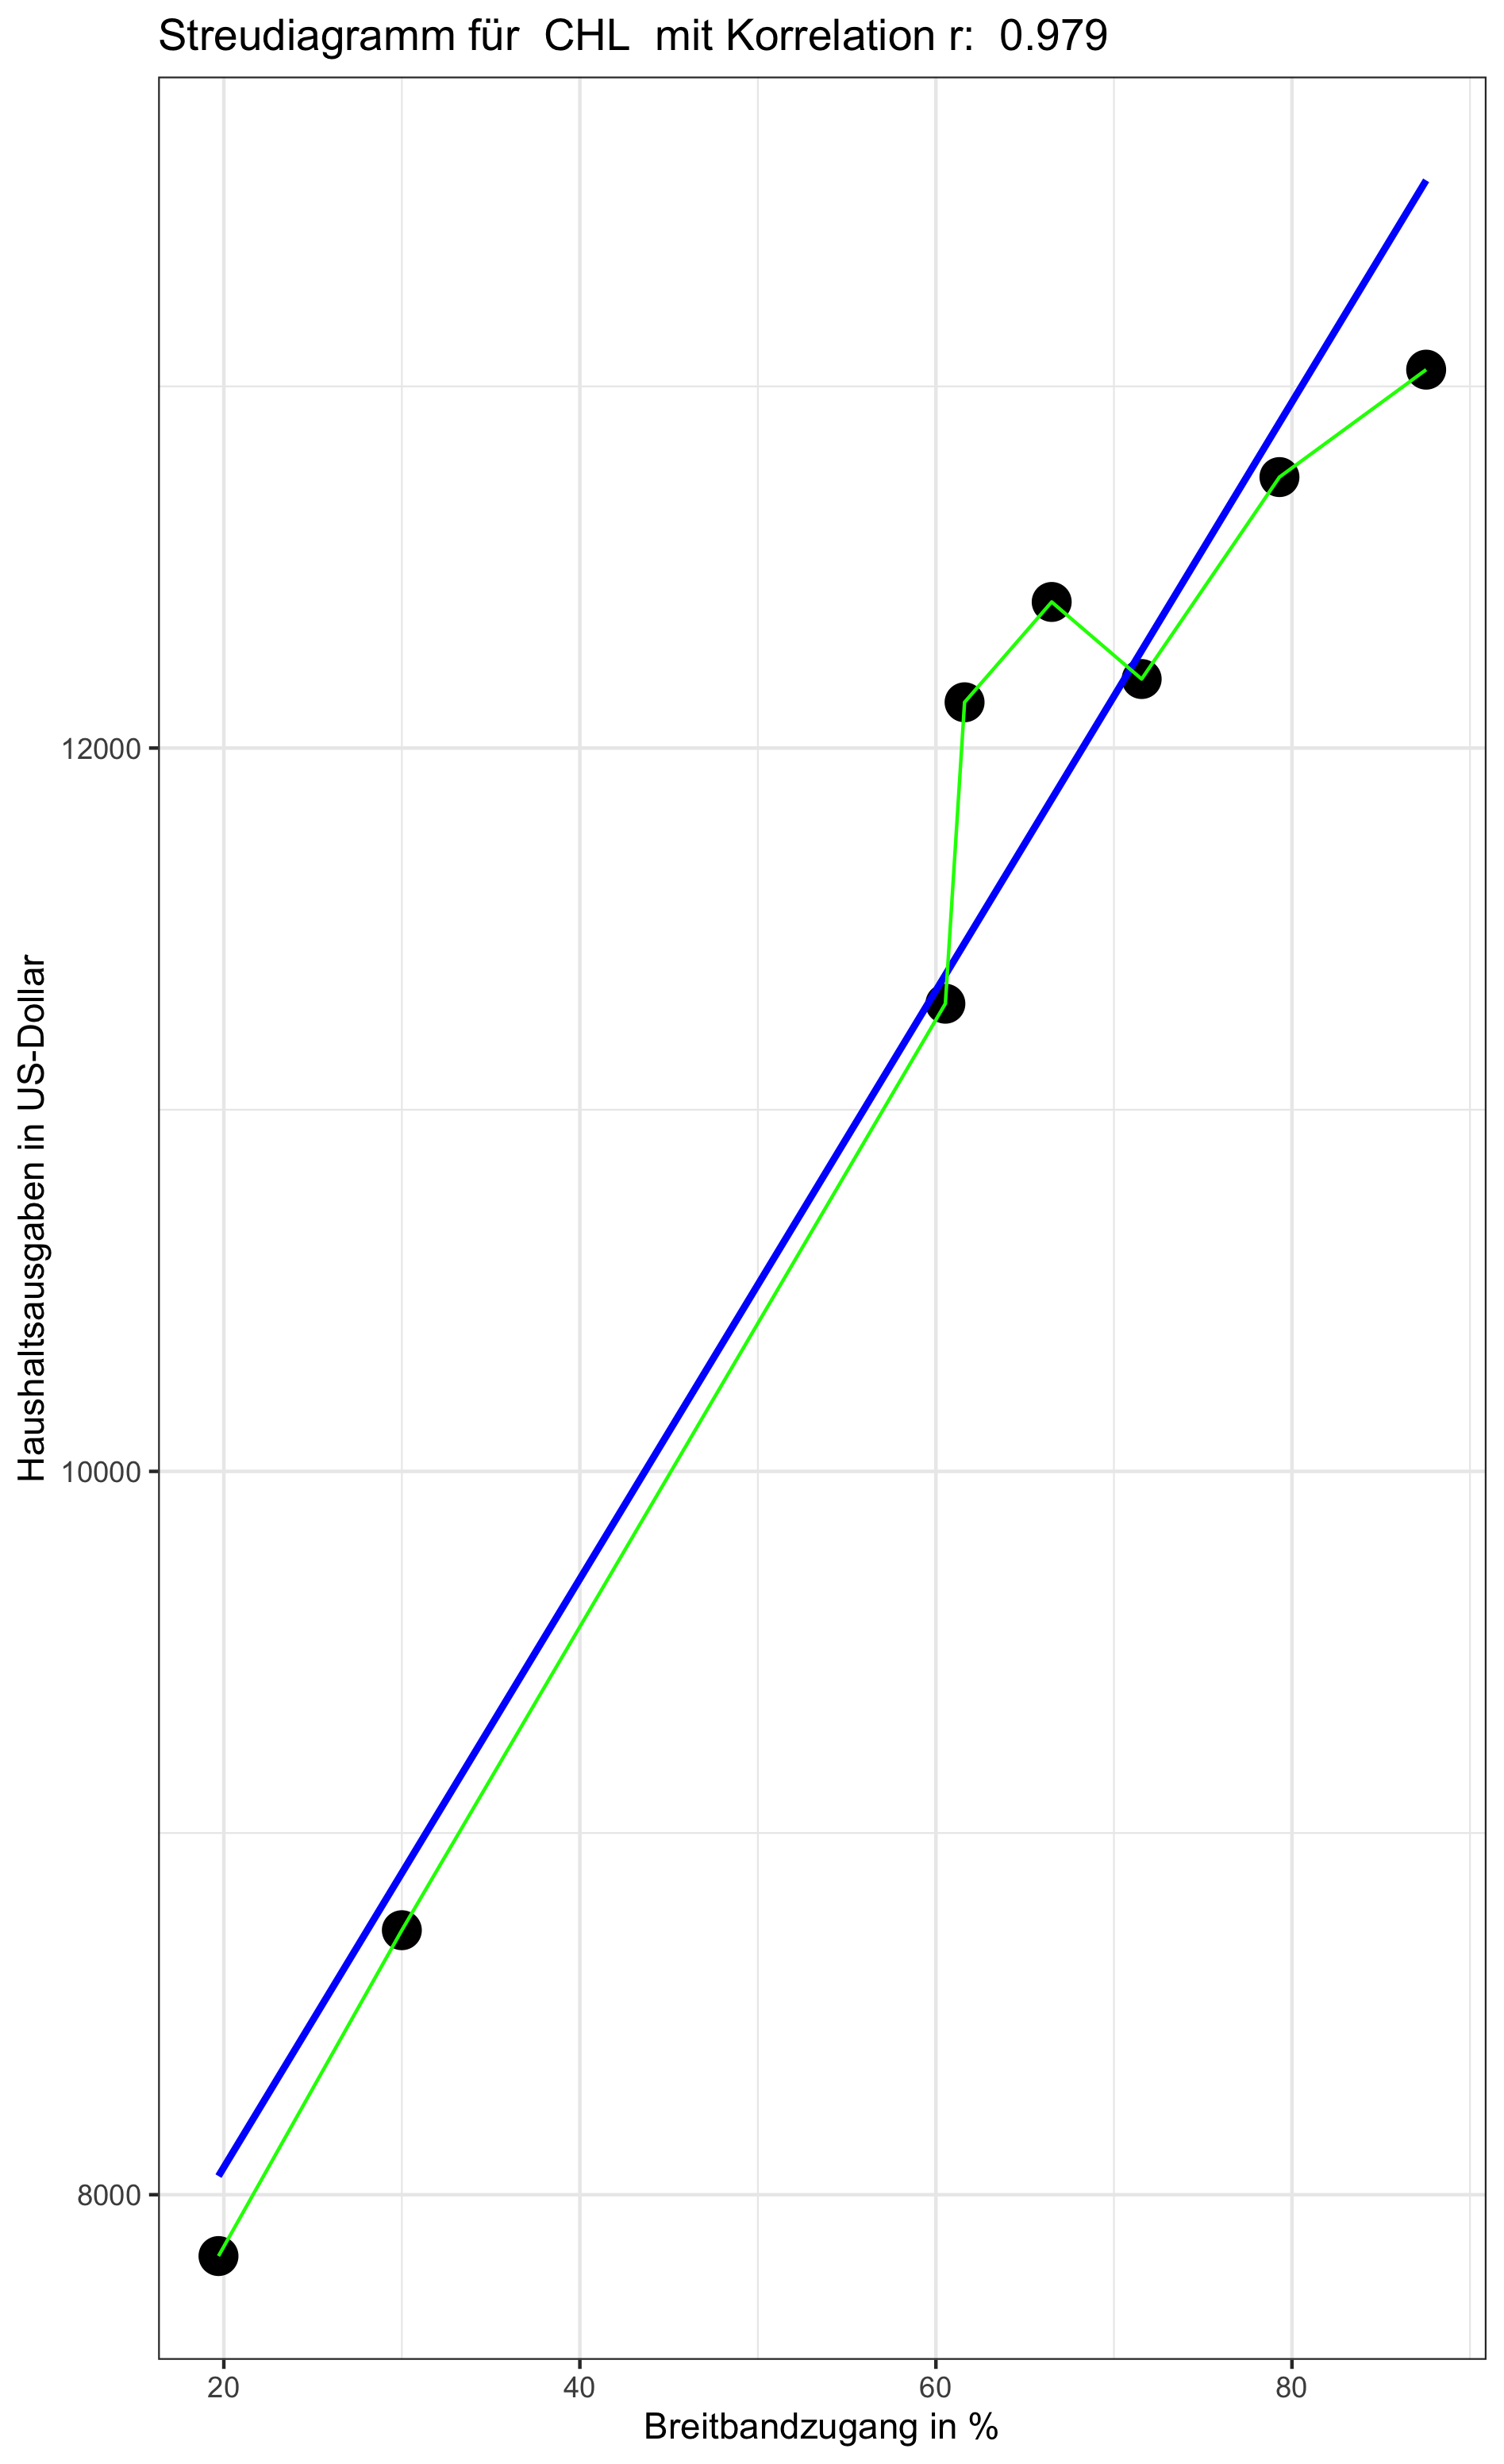 Streudiagramm für  CHL  mit Korrelation r:  0.979
Haushaltsausgaben in US-Dollar
12000
10000
8000
20 40 60 80
Breitbandzugang in %